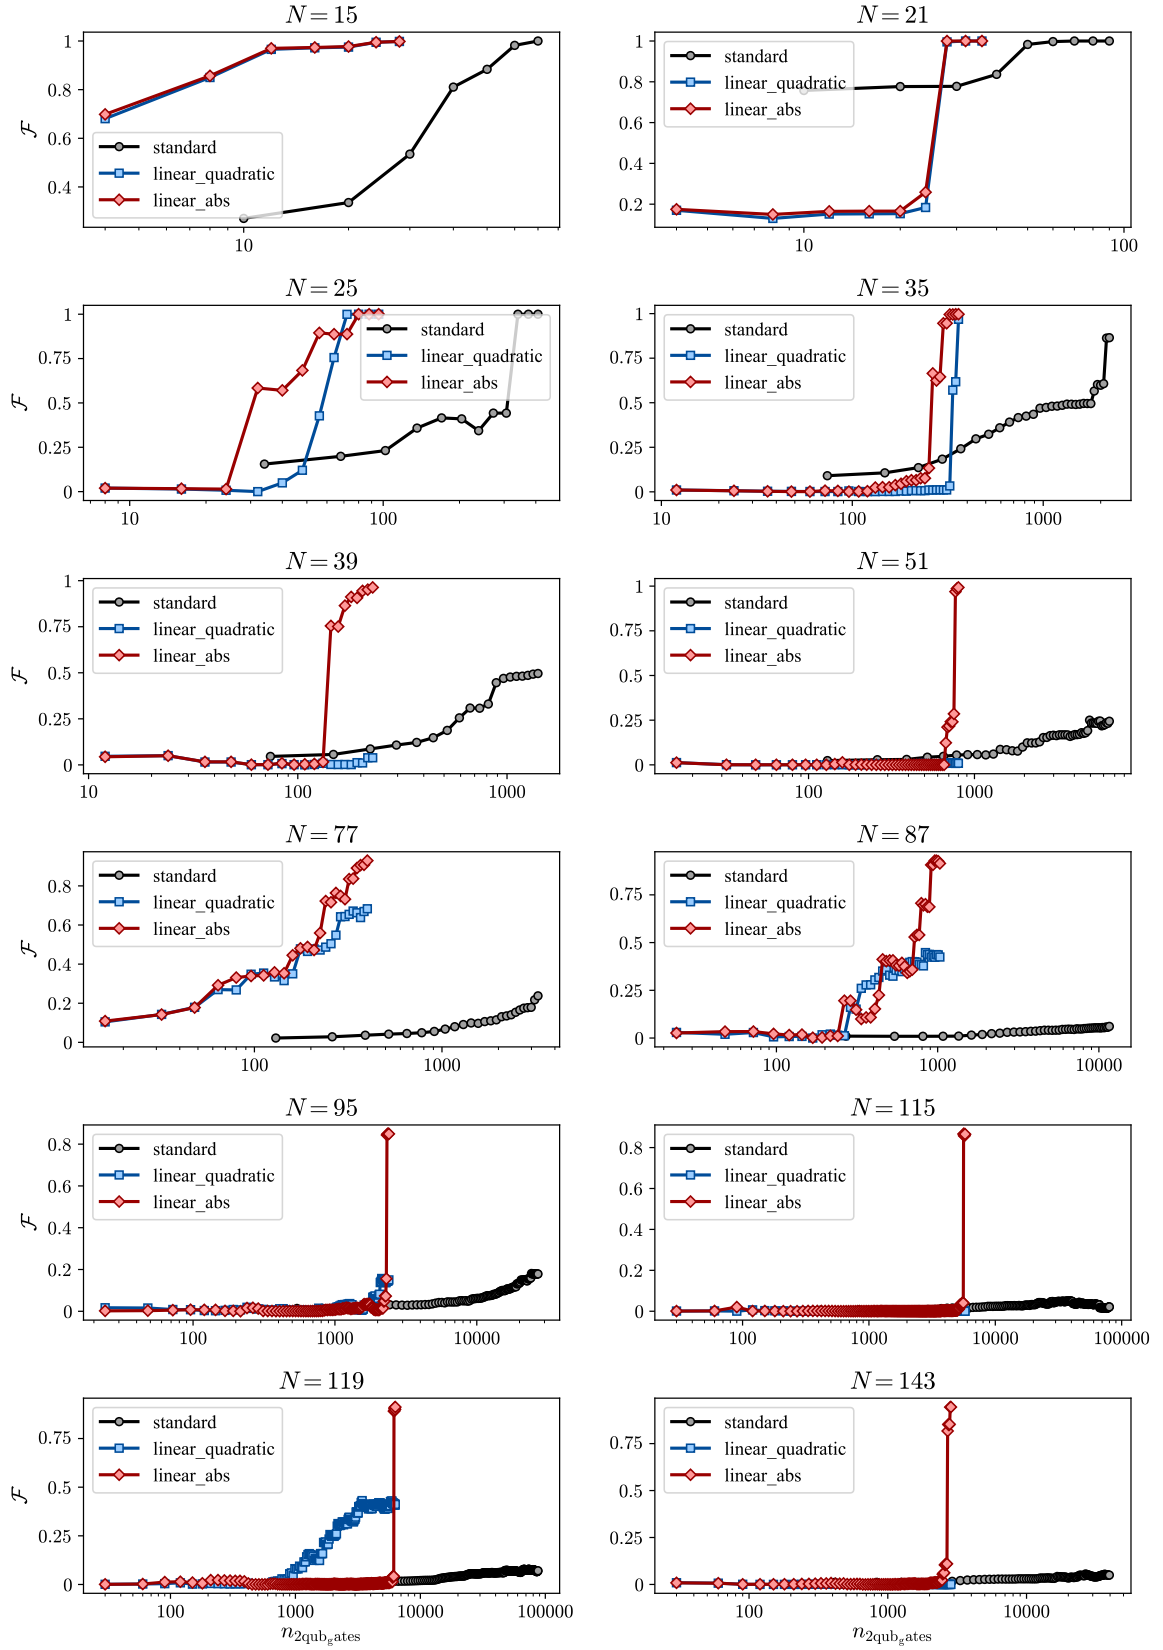 N = 15
1
0.8
0.6
0.4
F
standard
linear_quadratic
linear_abs
10
N = 21
1
0.8
0.6
0.4
0.2
standard
linear_quadratic
linear_abs
10
100
N = 25
1
0.75
0.5
0.25
0
F
standard
linear_quadratic
linear_abs
10
100
N = 35
1
0.75
0.5
0.25
0
standard
linear_quadratic
linear_abs
10
100
1000
N = 39
1
0.75
0.5
0.25
0
F
standard
linear_quadratic
linear_abs
10
100
1000
N = 51
1
0.75
0.5
0.25
0
standard
linear_quadratic
linear_abs
100
1000
N = 77
0.8
0.6
0.4
0.2
0
F
standard
linear_quadratic
linear_abs
100
1000
N = 87
0.75
0.5
0.25
0
standard
linear_quadratic
linear_abs
100
1000
10000
N = 95
0.8
0.6
0.4
0.2
0
F
standard
linear_quadratic
linear_abs
100
1000
10000
N = 115
0.8
0.6
0.4
0.2
0
standard
linear_quadratic
linear_abs
100
1000
10000
100000
N = 119
0.75
0.5
0.25
0
F
standard
linear_quadratic
linear_abs
100
1000
10000
100000
n2qubgates
N = 143
0.75
0.5
0.25
0
standard
linear_quadratic
linear_abs
100
1000
10000
n2qubgates